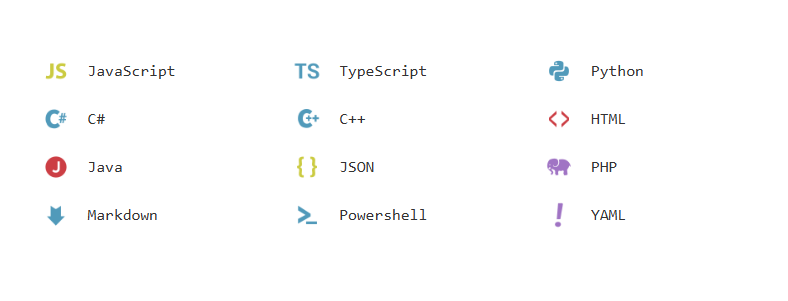 JS JavaScript TS TypeScript Python
C# C# C++ C++ <> HTML
J Java {} JSON PHP
Markdown >_ Powershell ! YAML